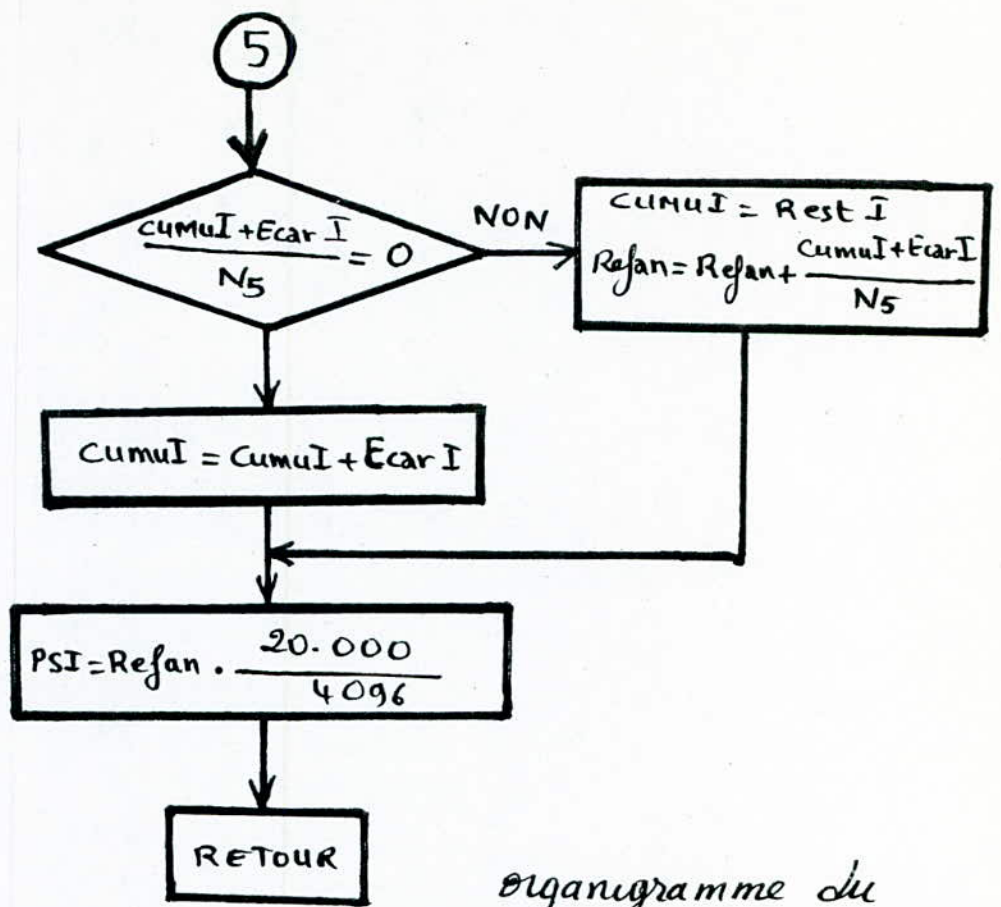 5
CUMUI + Ecar I
N5
= 0
NON
CUMUI = Rest I
Refan = Refan + CumuI + EcarI
N5
CumuI = CumuI + Ecar I
PSI = Refan . 20.000
4096
RETOUR
organigramme du